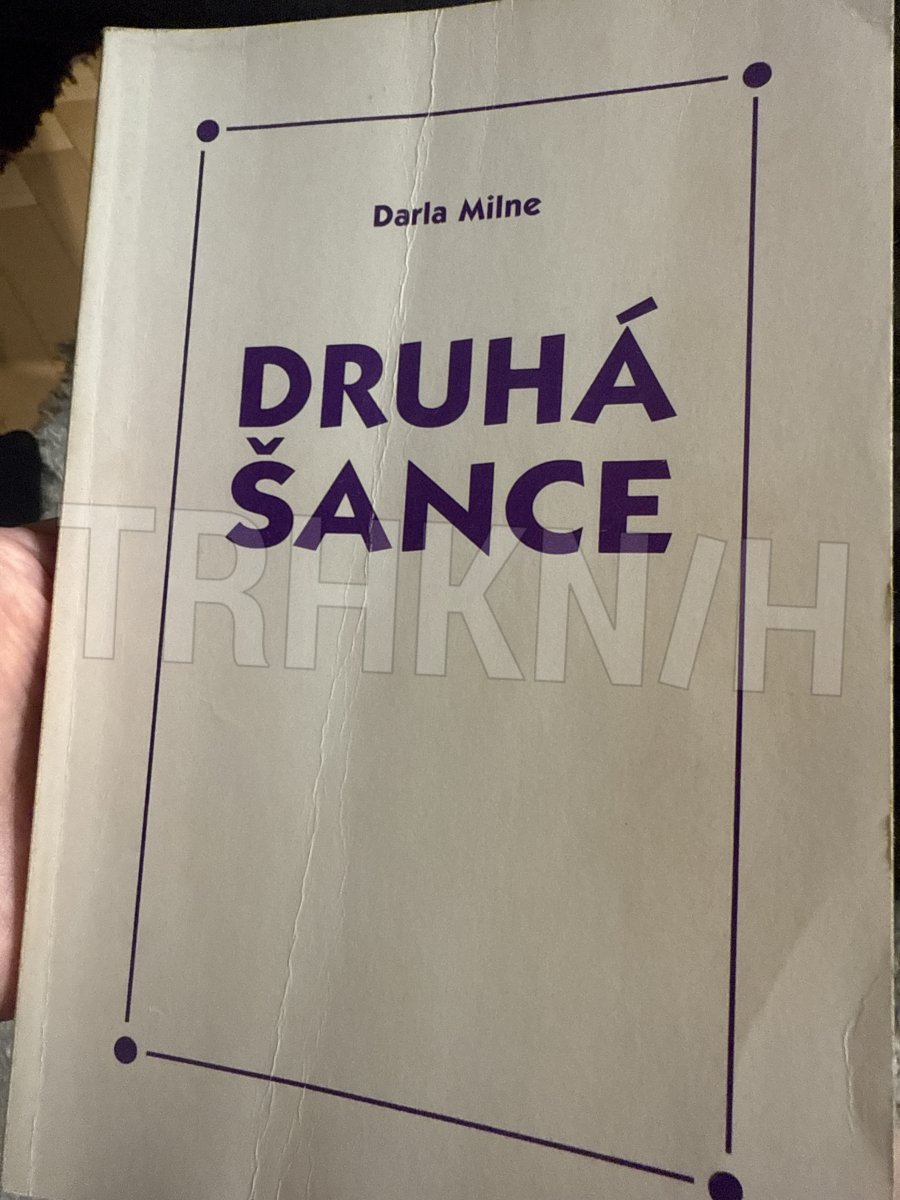 Darla Milne
DRUHÁ
ŠANCE
TRHKNIH